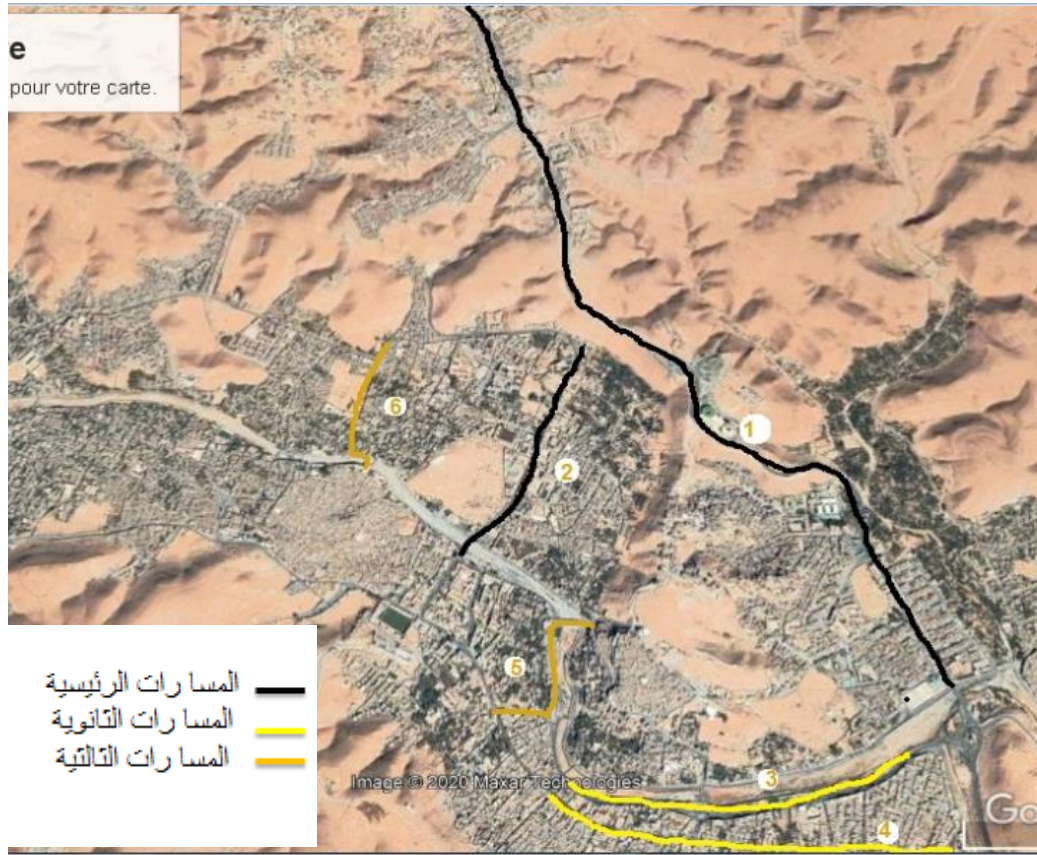 e
pour votre carte.
1
6
2
5
3
4
المسا رات الرئيسية
المسا رات الثانوية
المسا رات الثالثية
Image © 2020 Maxar Technologies
Go